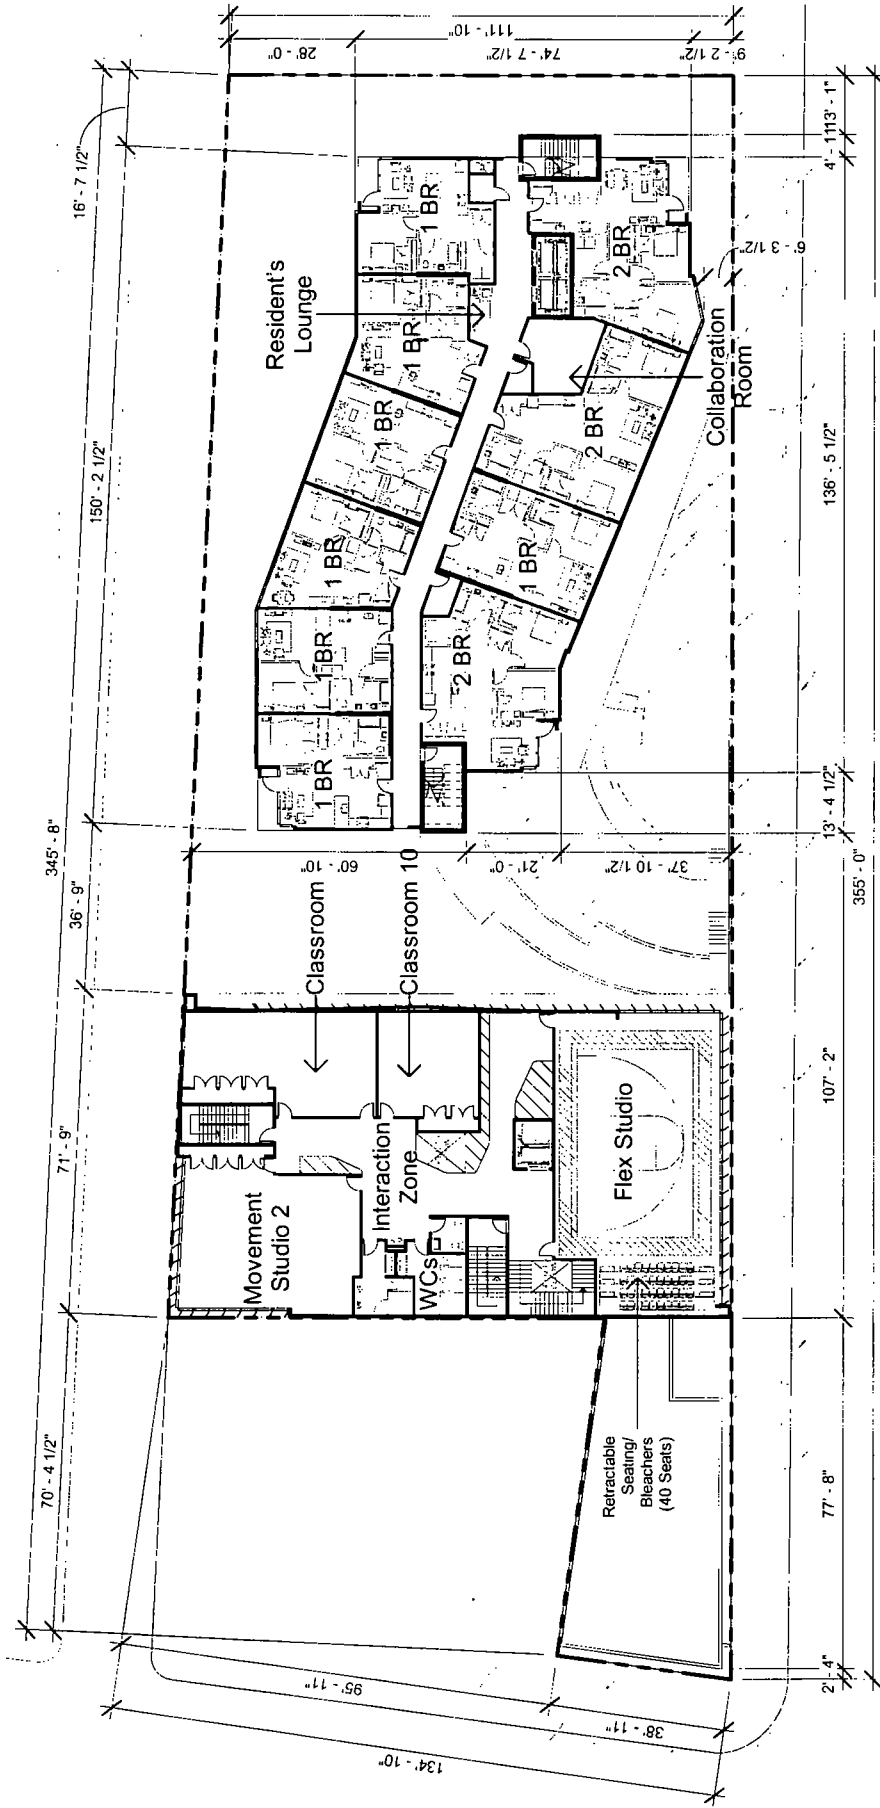 111' - 10"
28' - 0"
74' - 7 1/2"
9' - 2 1/2"
16' - 7 1/2"
4' - 11"
13' - 1"
6' - 3 1/2"
150' - 2 1/2"
345' - 8"
36' - 9"
71' - 9"
70' - 4 1/2"
Resident's
Lounge
1 BR
1 BR
1 BR
1 BR
1 BR
1 BR
2 BR
2 BR
1 BR
2 BR
Collaboration
Room
136' - 5 1/2"
13' - 4 1/2"
355' - 0"
60' - 10"
21' - 0"
37' - 10 1/2"
Classroom
Classroom 10
107' - 2"
Movement
Studio 2
Interaction
Zone
WCs
Flex Studio
Retractable
Seating/
Bleachers
(40 Seats)
77' - 8"
2' - 4"
95' - 11"
38' - 11"
134' - 10"